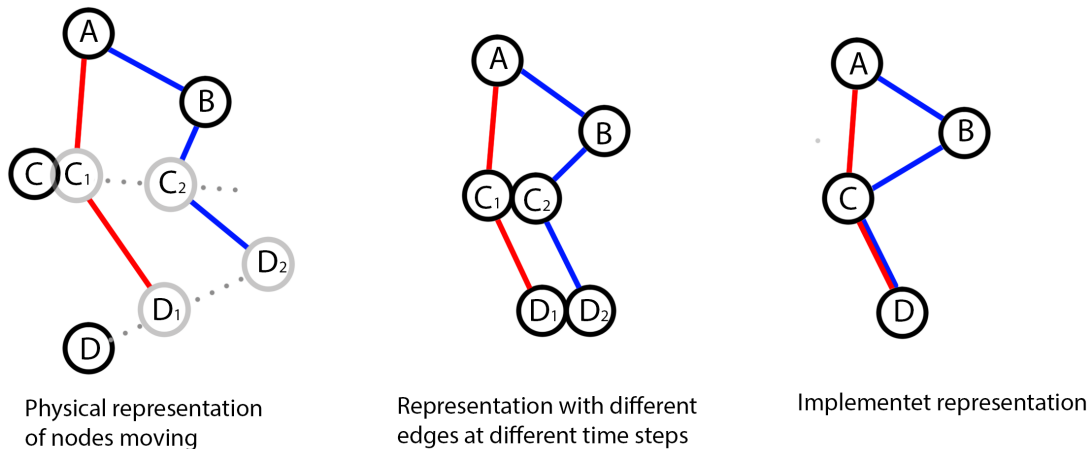 A
B
C
C1
C2
D2
D1
D
Physical representation
of nodes moving
A
B
C1
C2
D1
D2
Representation with different
edges at different time steps
A
B
C
D
Implementet representation